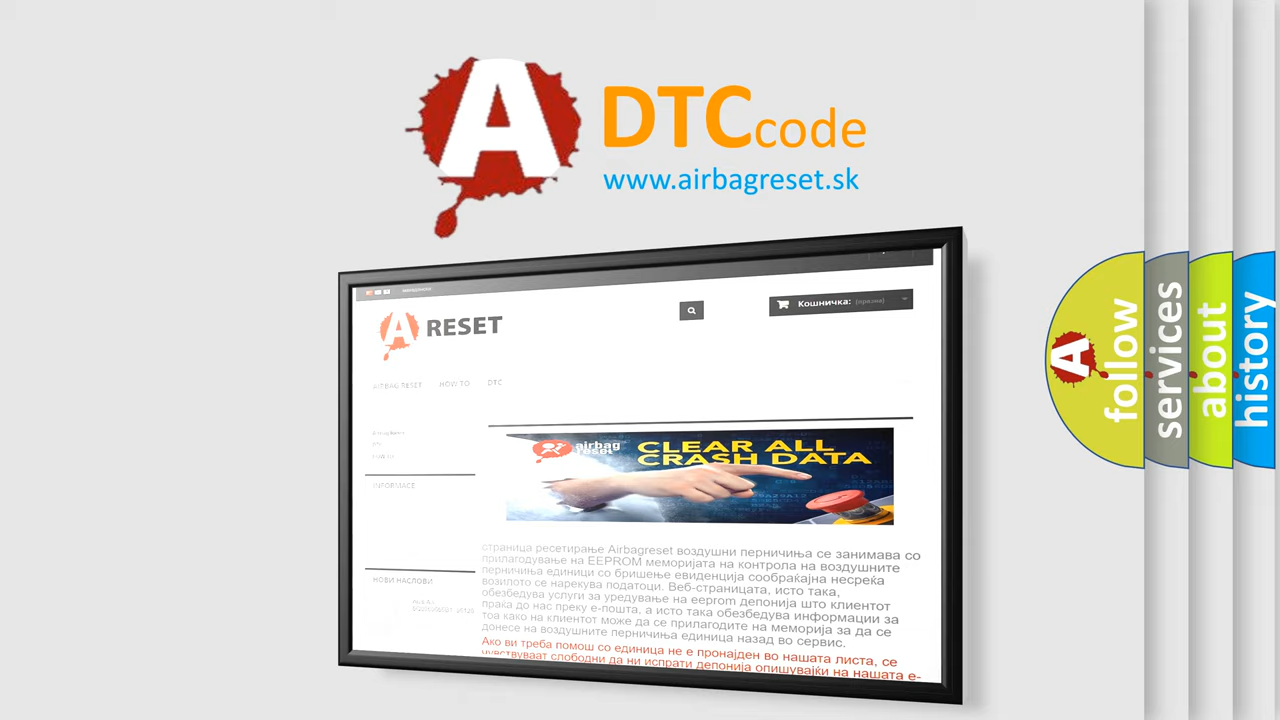 A
DTC code
www.airbagreset.sk
Кошничка: (празна)
A RESET
AIRBAG RESET HOW TO DTC
airbag
reset
CLEAR ALL
CRASH DATA
INFORMACE
НОВИ НАСЛОВИ
страница ресетирање Airbagreset воздушни перничиња се занимава со
прилагодување на EEPROM меморијата на контрола на воздушните
перничиња единици со бришење евиденција сообраќајна несреќа
возилото се нарекува податоци. Веб-страницата, исто така,
обезбедува услуги за уредување на eeprom депонија што клиентот
праќа до нас преку е-пошта, а исто така обезбедува информации за
тоа како на клиентот може да се прилагодите на меморија за да се
донесе на воздушните перничиња единица назад во сервис.
Ако ви треба помош со единица не е пронајден во нашата листа, се
чувствуваат слободни да ни испрати депонија опишувајќи на нашата е-
A
follow
services
about
history